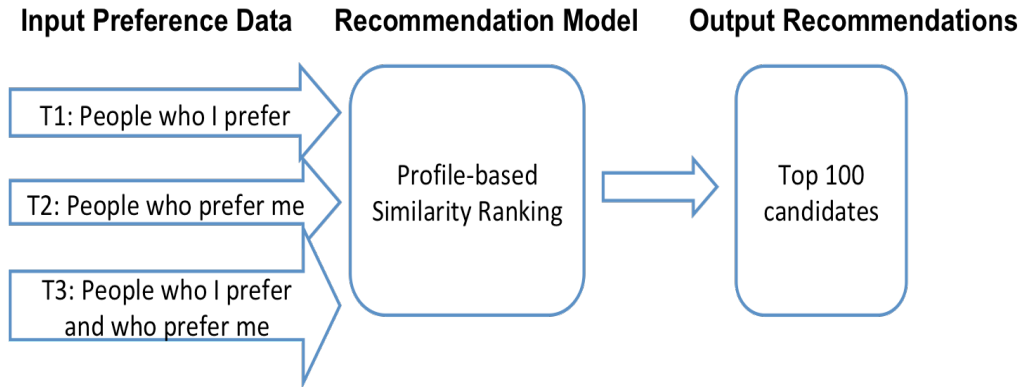 Input Preference Data
Recommendation Model
Output Recommendations
T1: People who I prefer
T2: People who prefer me
T3: People who I prefer
and who prefer me
Profile-based
Similarity Ranking
Top 100
candidates